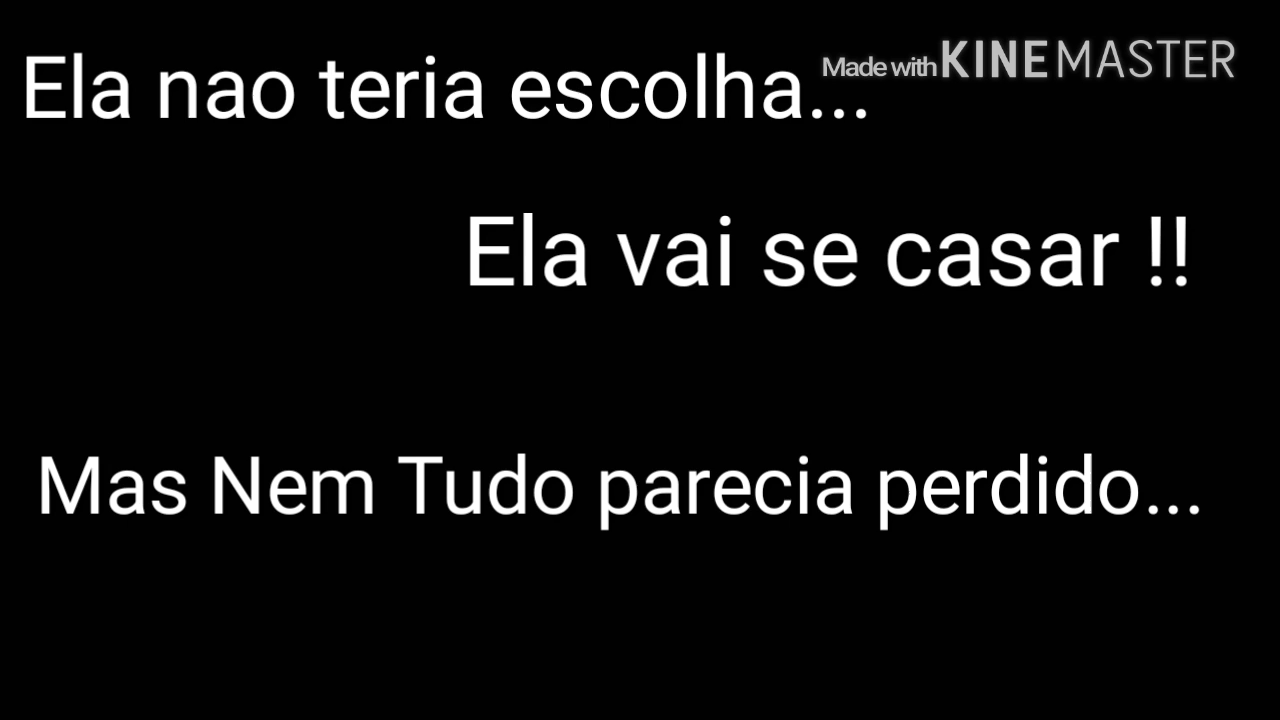 Made with KINEMASTER
Ela nao teria escolha...
Ela vai se casar !!
Mas Nem Tudo parecia perdido...